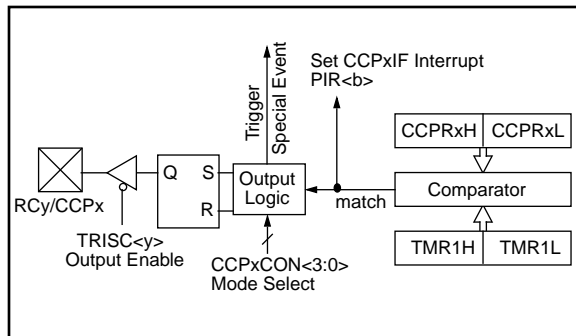 Trigger
Special Event
Set CCPxIF Interrupt
PIR<b>
CCPRxH CCPRxL
Q S
R
Output
Logic
match
Comparator
RCy/CCPx
TRISC<y>
Output Enable
CCPxCON<3:0>
Mode Select
TMR1H TMR1L